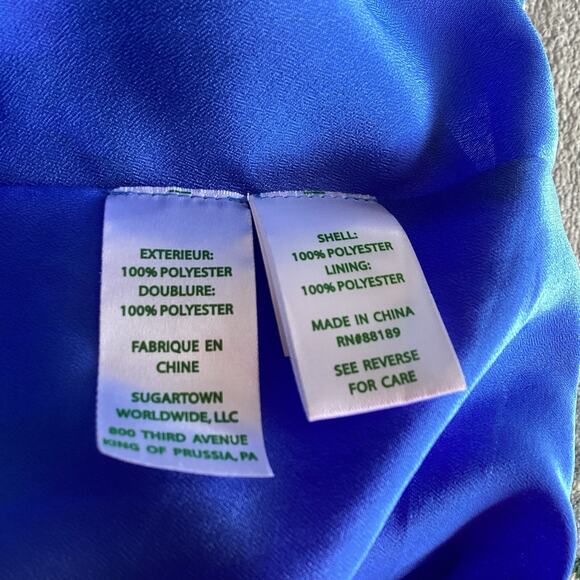 EXTERIEUR:
100% POLYESTER
DOUBLURE:
100% POLYESTER
FABRIQUE EN
CHINE
SUGARTOWN
WORLDWIDE, LLC
800 THIRD AVENUE
KING OF PRUSSIA, PA
SHELL:
100% POLYESTER
LINING:
100% POLYESTER
MADE IN CHINA
RN#88189
SEE REVERSE
FOR CARE